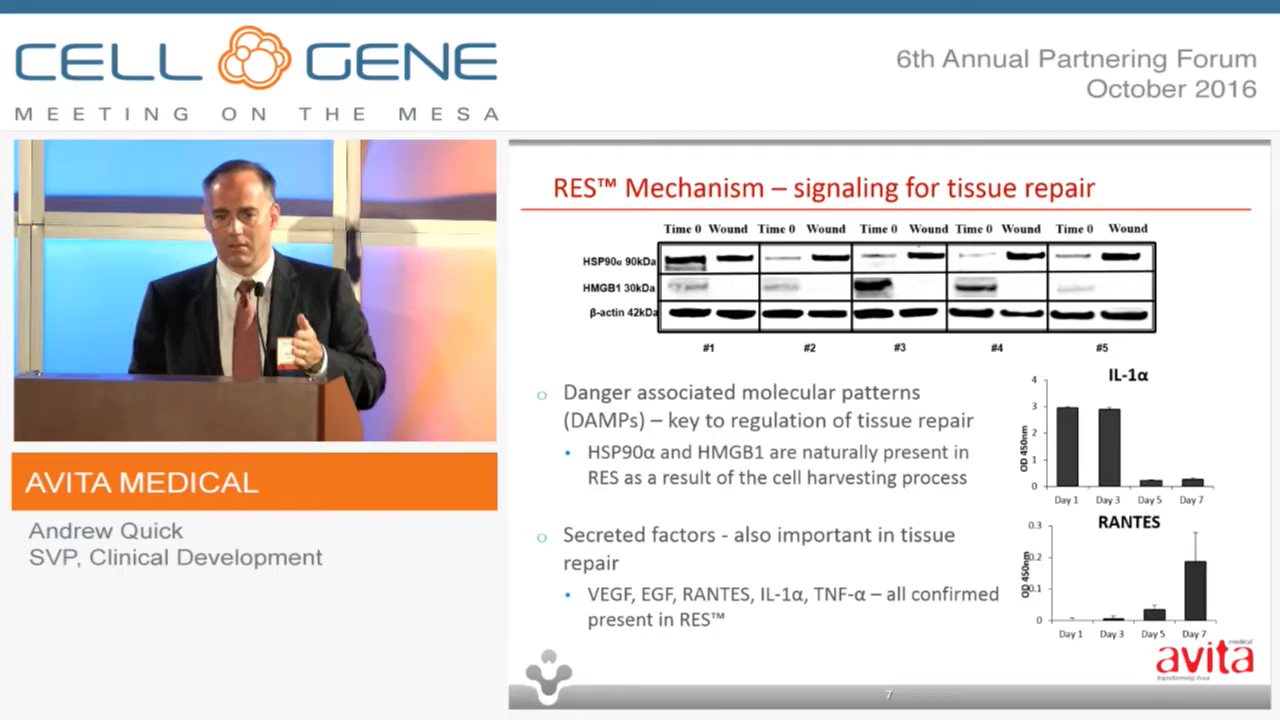 CELL GENE
MEETING ON THE MESA
6th Annual Partnering Forum
October 2016
AVITA MEDICAL
Andrew Quick
SVP, Clinical Development
RES™ Mechanism – signaling for tissue repair
Time 0 Wound Time 0 Wound Time 0 Wound Time 0 Wound Time 0 Wound
HSP90α 90kDa
HMGB1 30kDa
β-actin 42kDa
#1 #2 #3 #4 #5
o Danger associated molecular patterns
(DAMPs) – key to regulation of tissue repair
• HSP90α and HMGB1 are naturally present in
RES as a result of the cell harvesting process
o Secreted factors - also important in tissue
repair
• VEGF, EGF, RANTES, IL-1α, TNF-α – all confirmed
present in RES™
IL-1α
OD 450nm
4
3
2
1
0
Day 1 Day 3 Day 5 Day 7
RANTES
OD 450nm
0.3
0.2
0.1
0
Day 1 Day 3 Day 5 Day 7
avita
medical
transforming lives
7